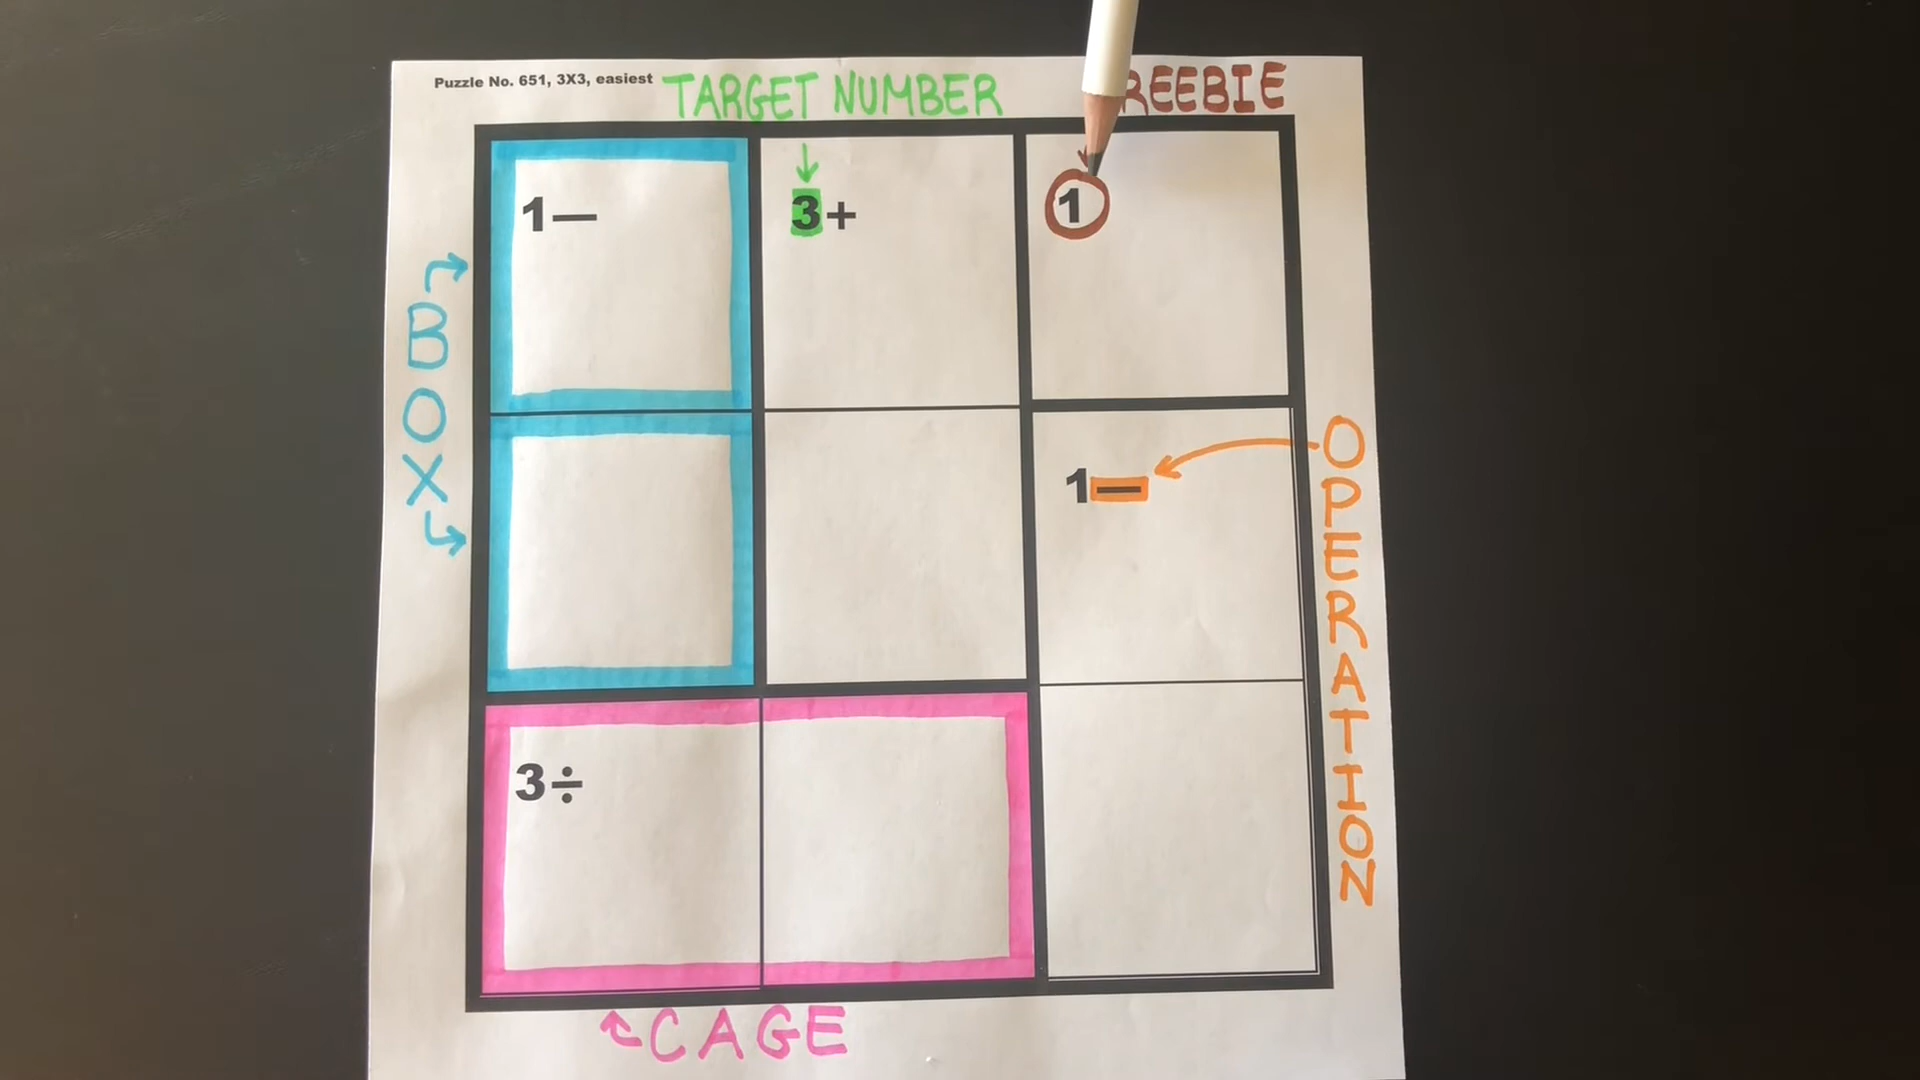 Puzzle No. 651, 3X3, easiest
TARGET NUMBER
REEBIE
1—
3+
1
BOX
1—
OPERATION
3÷
CAGE